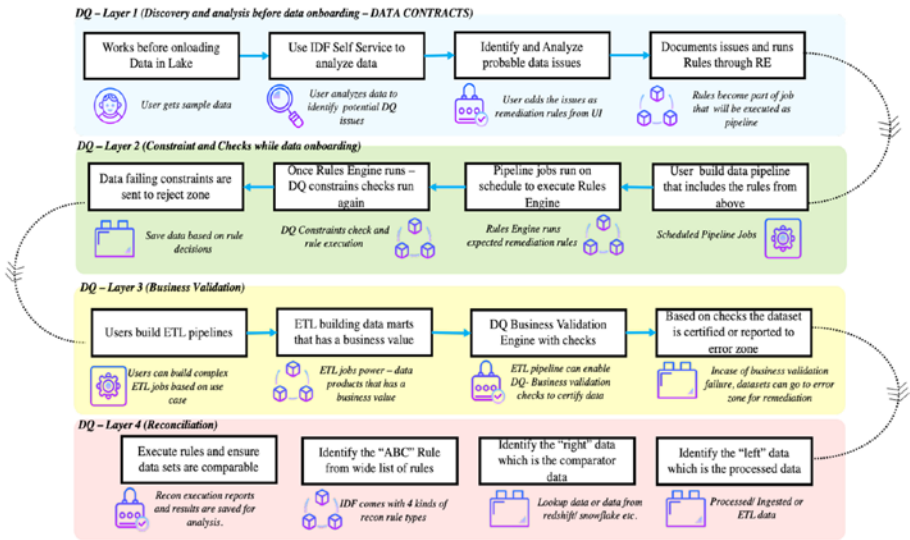 DQ – Layer 1 (Discovery and analysis before data onboarding – DATA CONTRACTS)
Works before onloading
Data in Lake
Use IDF Self Service to
analyze data
Identify and Analyze
probable data issues
Documents issues and runs
Rules through RE
User gets sample data
User analyzes data to
identify potential DQ
issues
User adds the issues as
remediation rules from UI
Rules become part of job
that will be executed as
pipeline
DQ – Layer 2 (Constraint and Checks while data onboarding)
Data failing constraints are
sent to reject zone
Once Rules Engine runs –
DQ constrains checks run
again
Pipeline jobs run on
schedule to execute Rules
Engine
User build data pipeline
that includes the rules from
above
Save data based on rule
decisions
DQ Constraints check and
rule execution
Rules Engine runs
expected remediation rules
Scheduled Pipeline Jobs
DQ – Layer 3 (Business Validation)
Users build ETL pipelines
ETL building data marts
that has a business value
DQ Business Validation
Engine with checks
Based on checks the dataset
is certified or reported to
error zone
Users can build complex
ETL jobs based on use
case
ETL jobs power – data
products that has a
business value
ETL pipeline can enable
DQ- Business validation
checks to certify data
Incase of business validation
failure, datasets can go to error
zone for remediation
DQ – Layer 4 (Reconciliation)
Execute rules and ensure
data sets are comparable
Identify the “ABC” Rule
from wide list of rules
Identify the “right” data
which is the comparator
data
Identify the “left” data
which is the processed data
Recon execution reports
and results are saved for
analysis.
IDF comes with 4 kinds of
recon rule types
Lookup data or data from
redshift/ snowflake etc.
Processed/ Ingested or
ETL data